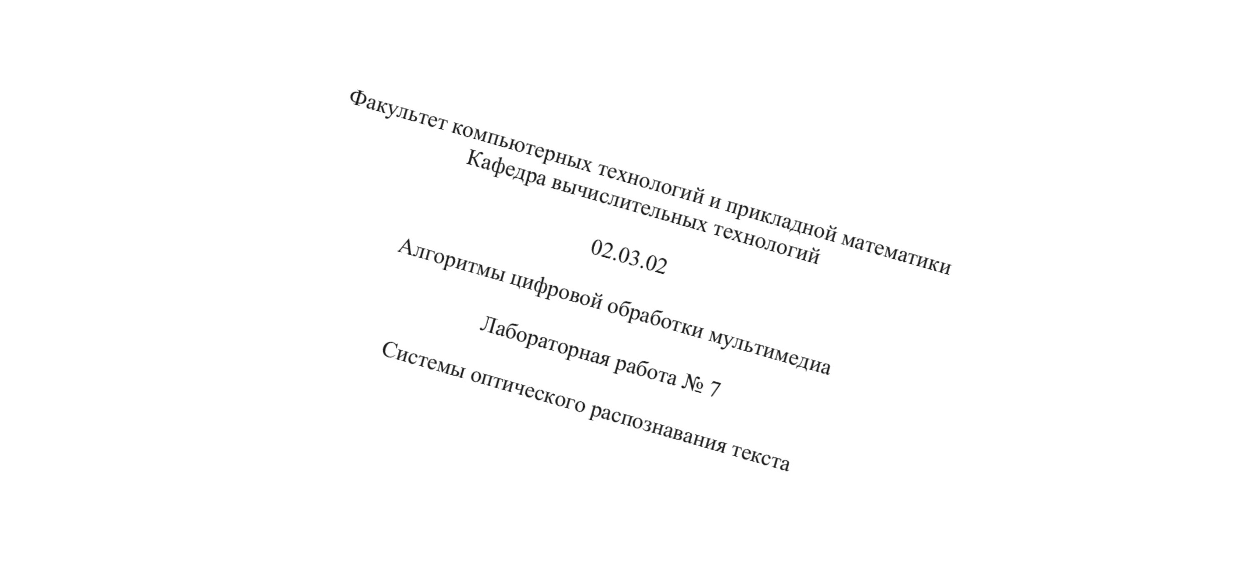 Факультет компьютерных технологий и прикладной математики
Кафедра вычислительных технологий
02.03.02
Алгоритмы цифровой обработки мультимедиа
Лабораторная работа № 7
Системы оптического распознавания текста